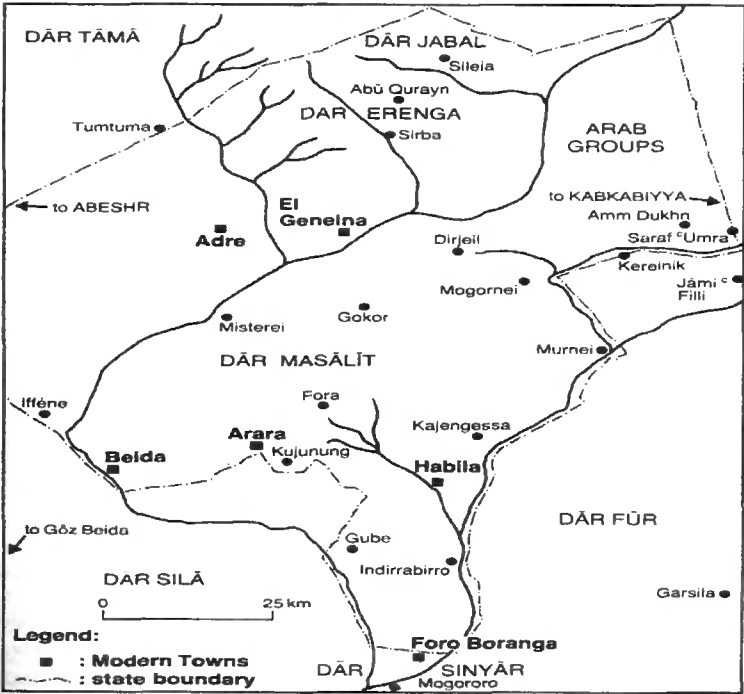 DĀR TĀMĀ
DĀR JABAL
Sileia
Abū Qurayn
DAR ERENGA
Sirba
Tumtuma
ARAB
GROUPS
to ABESHR
to KABKABIYYA
El
Geneina
Amm Dukhn
Adre
Saraf ᶜUmra
Dirjeil
Kereinik
Mogornei
Jāmi ᶜ
Filli
Misterei
Gokor
Murnei
DĀR MASĀLĪT
Ifféne
Fora
Arara
Kajengessa
Beida
Kujunung
Habila
to Gôz Beida
DĀR FŪR
Gube
Indirrabirro
DĀR SILĀ
Garsila
0 25 km
Legend:
: Modern Towns
: state boundary
Foro Boranga
DĀR SINYĀR
Mogororo